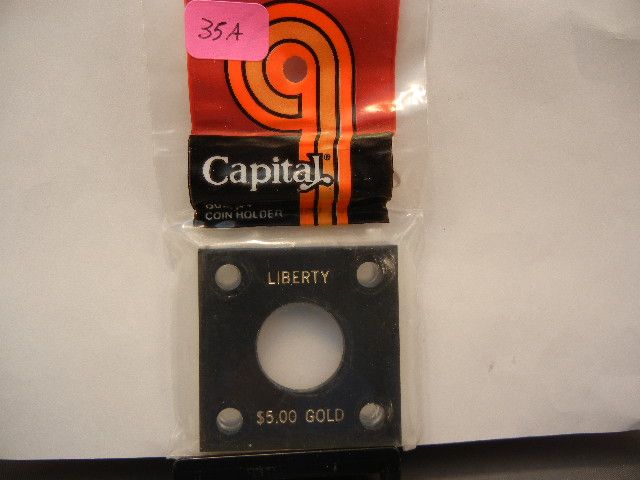 35A
Capital®
COIN HOLDER
LIBERTY
$5.00 GOLD